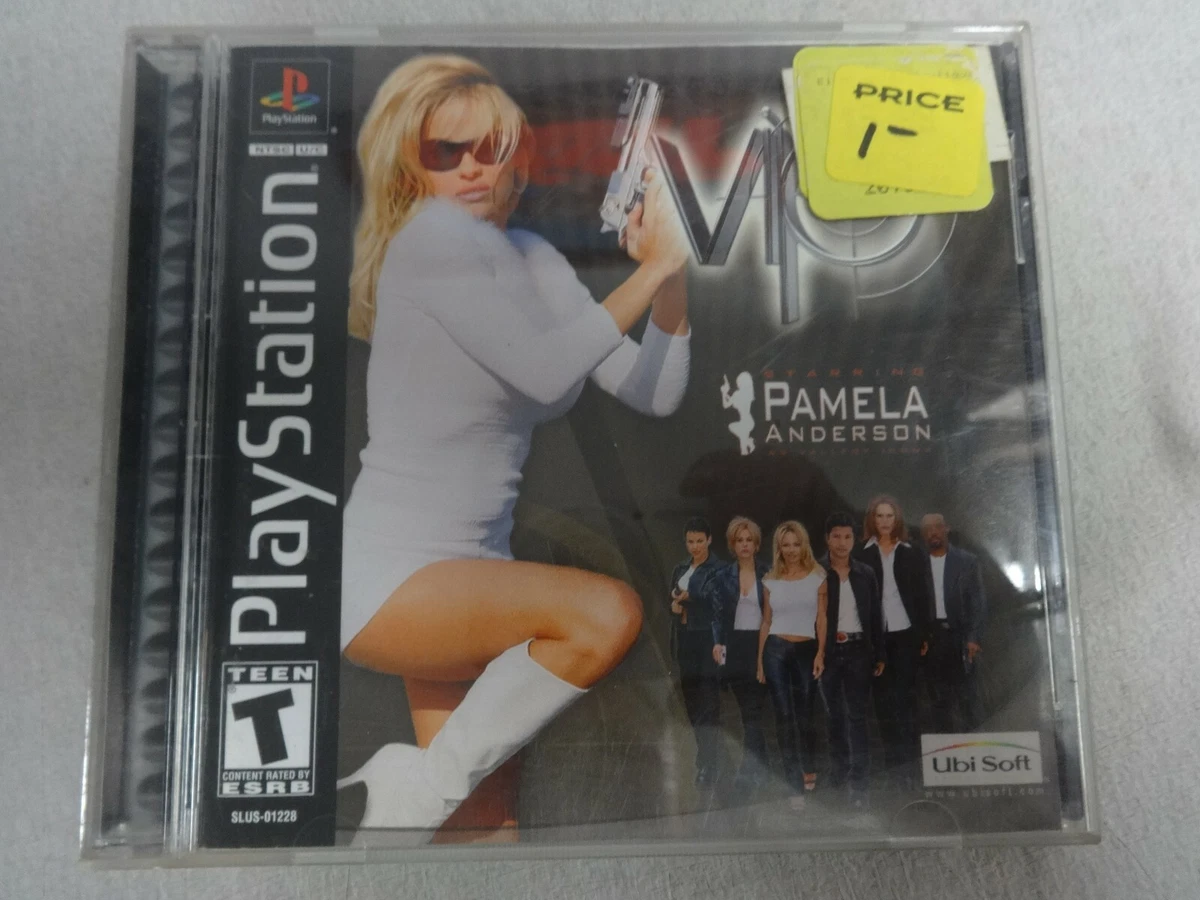 PlayStation
NTSC U/C
PlayStation
TEEN
T
CONTENT RATED BY
ESRB
SLUS-01228
PRICE
1-
VIP
STARRING
PAMELA
ANDERSON
Ubi Soft
www.ubisoft.com